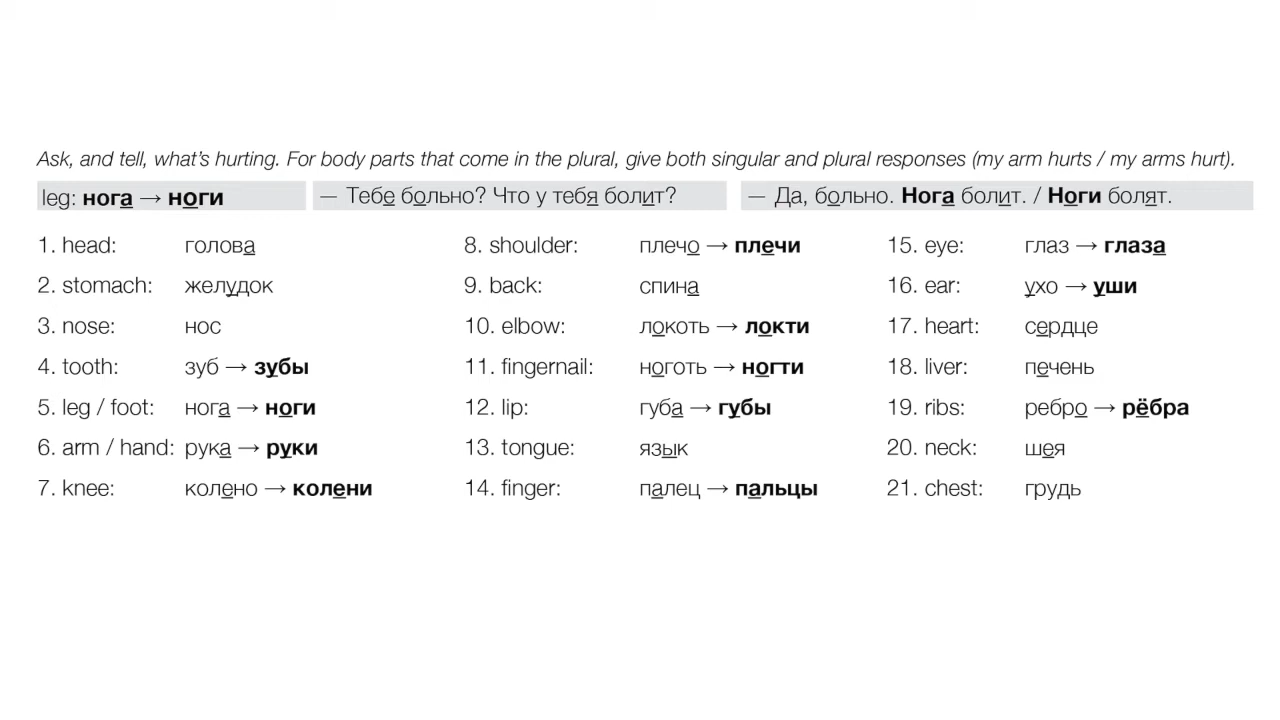 Ask, and tell, what's hurting. For body parts that come in the plural, give both singular and plural responses (my arm hurts / my arms hurt).
leg: нога → ноги — Тебе больно? Что у тебя болит? — Да, больно. Нога болит. / Ноги болят.
1. head: голова 8. shoulder: плечо → плечи 15. eye: глаз → глаза
2. stomach: желудок 9. back: спина 16. ear: ухо → уши
3. nose: нос 10. elbow: локоть → локти 17. heart: сердце
4. tooth: зуб → зубы 11. fingernail: ноготь → ногти 18. liver: печень
5. leg / foot: нога → ноги 12. lip: губа → губы 19. ribs: ребро → рёбра
6. arm / hand: рука → руки 13. tongue: язык 20. neck: шея
7. knee: колено → колени 14. finger: палец → пальцы 21. chest: грудь